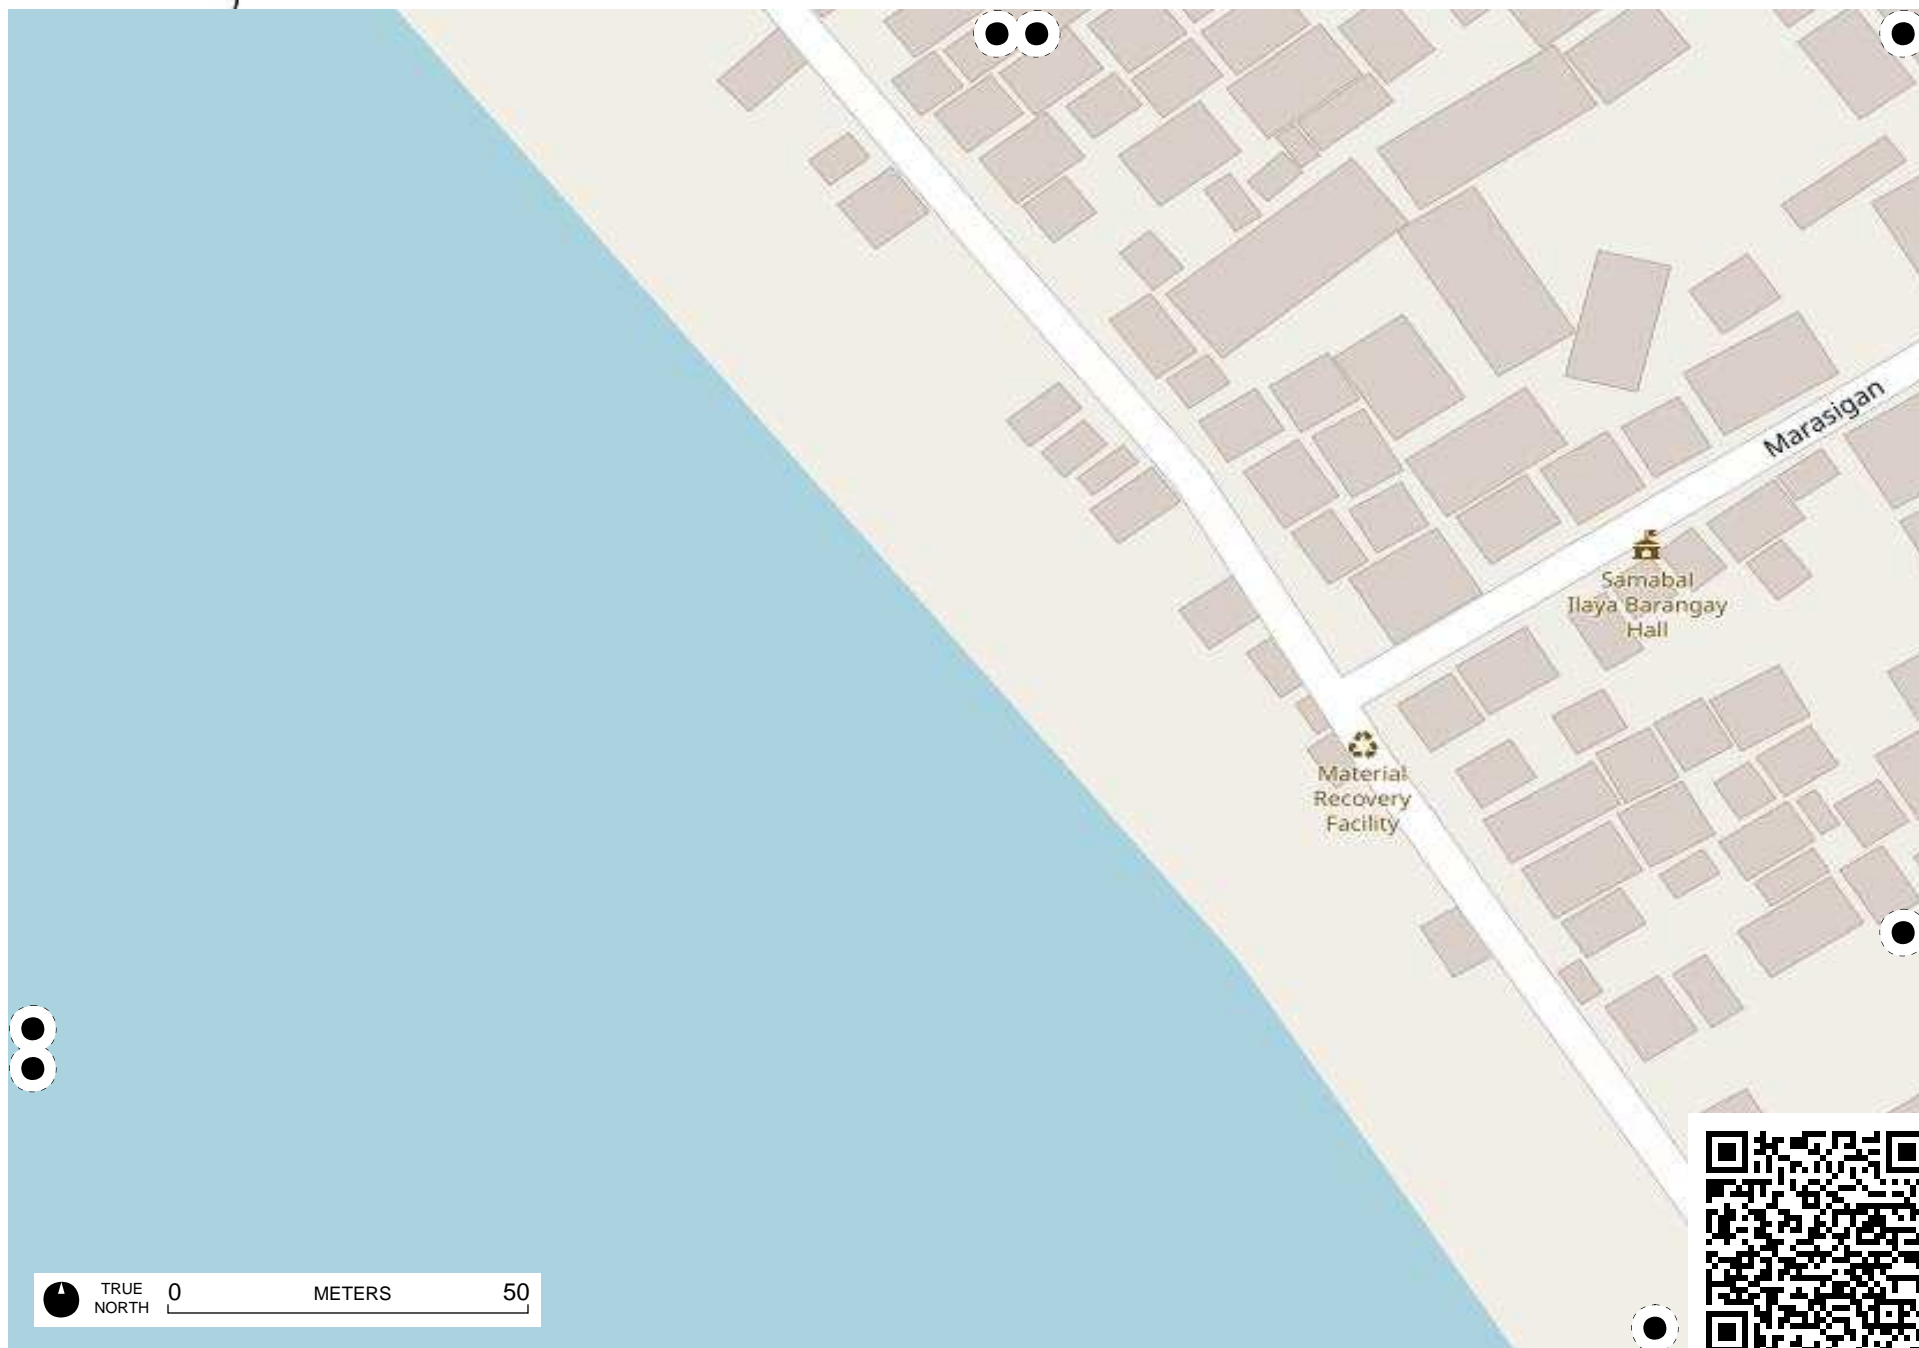 Marasigan
Samabal
Ilaya Barangay
Hall
Material
Recovery
Facility
TRUE
NORTH
0
METERS
50